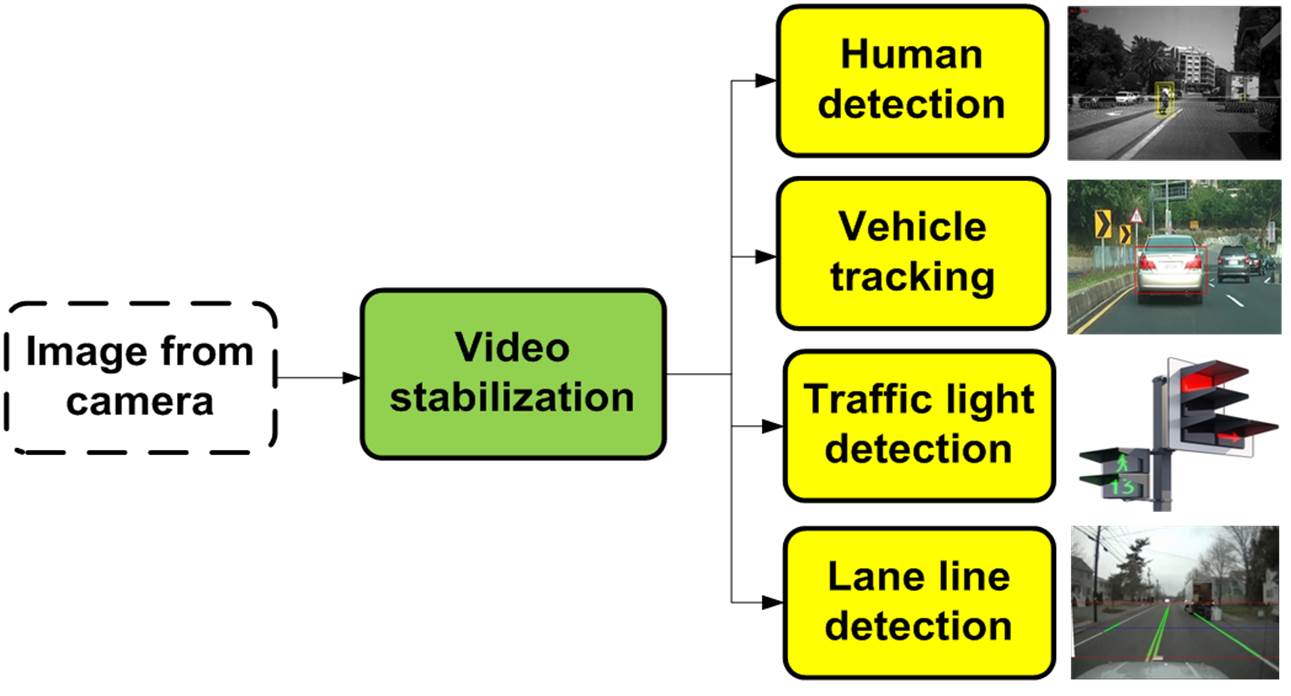 Image from
camera
Video
stabilization
Human
detection
Vehicle
tracking
Traffic light
detection
13
Lane line
detection